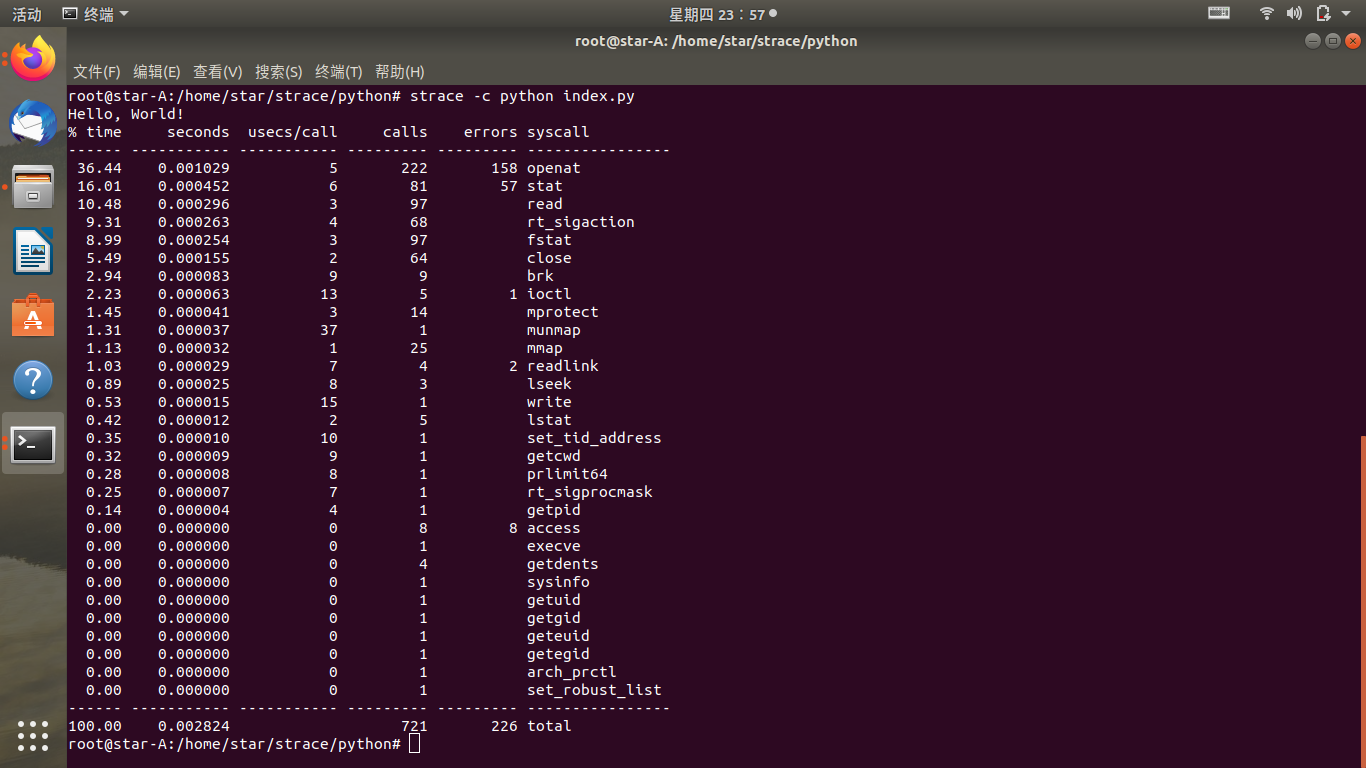 活动 终端 星期四 23：57
root@star-A: /home/star/strace/python
文件(F) 编辑(E) 查看(V) 搜索(S) 终端(T) 帮助(H)
root@star-A:/home/star/strace/python# strace -c python index.py
Hello, World!
% time     seconds  usecs/call     calls    errors syscall
------ ----------- ----------- --------- --------- ----------------
 36.44    0.001029           5       222       158 openat
 16.01    0.000452           6        81        57 stat
 10.48    0.000296           3        97           read
  9.31    0.000263           4        68           rt_sigaction
  8.99    0.000254           3        97           fstat
  5.49    0.000155           2        64           close
  2.94    0.000083           9         9           brk
  2.23    0.000063          13         5         1 ioctl
  1.45    0.000041           3        14           mprotect
  1.31    0.000037          37         1           munmap
  1.13    0.000032           1        25           mmap
  1.03    0.000029           7         4         2 readlink
  0.89    0.000025           8         3           lseek
  0.53    0.000015          15         1           write
  0.42    0.000012           2         5           lstat
  0.35    0.000010          10         1           set_tid_address
  0.32    0.000009           9         1           getcwd
  0.28    0.000008           8         1           prlimit64
  0.25    0.000007           7         1           rt_sigprocmask
  0.14    0.000004           4         1           getpid
  0.00    0.000000           0         8         8 access
  0.00    0.000000           0         1           execve
  0.00    0.000000           0         4           getdents
  0.00    0.000000           0         1           sysinfo
  0.00    0.000000           0         1           getuid
  0.00    0.000000           0         1           getgid
  0.00    0.000000           0         1           geteuid
  0.00    0.000000           0         1           getegid
  0.00    0.000000           0         1           arch_prctl
  0.00    0.000000           0         1           set_robust_list
------ ----------- ----------- --------- --------- ----------------
100.00    0.002824                   721       226 total
root@star-A:/home/star/strace/python#